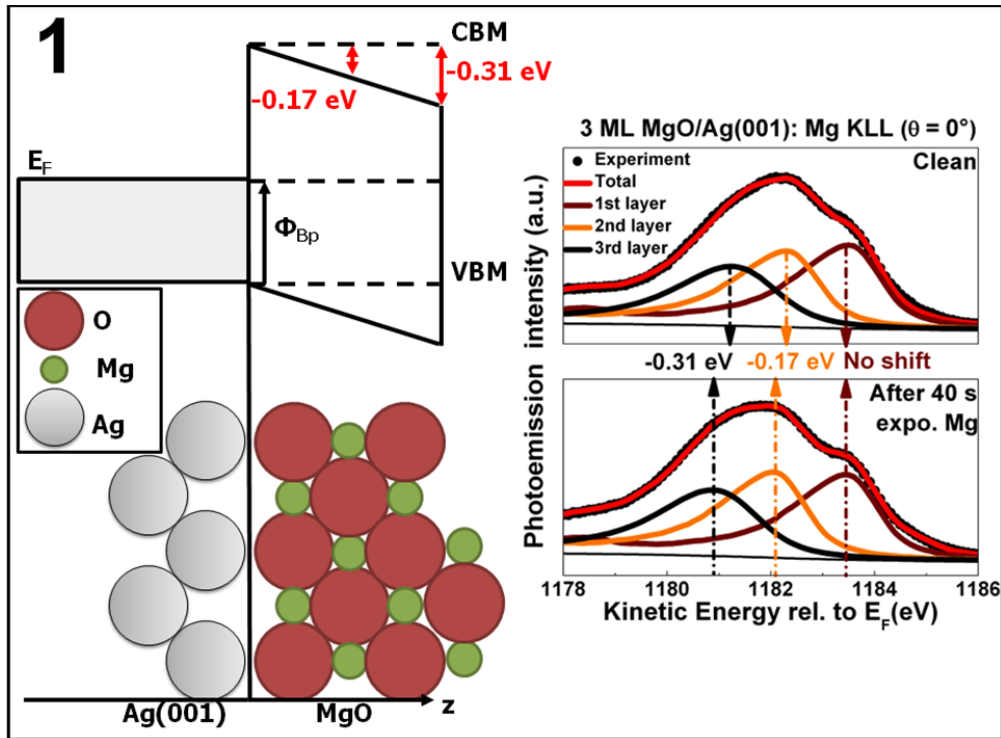 1
CBM
-0.31 eV
-0.17 eV
E_F
Φ_Bp
VBM
O
Mg
Ag
Ag(001)
MgO
z
3 ML MgO/Ag(001): Mg KLL (θ = 0°)
Experiment
Clean
Total
1st layer
2nd layer
3rd layer
Photoemission intensity (a.u.)
-0.31 eV -0.17 eV No shift
After 40 s
expo. Mg
1178 1180 1182 1184 1186
Kinetic Energy rel. to E_F(eV)